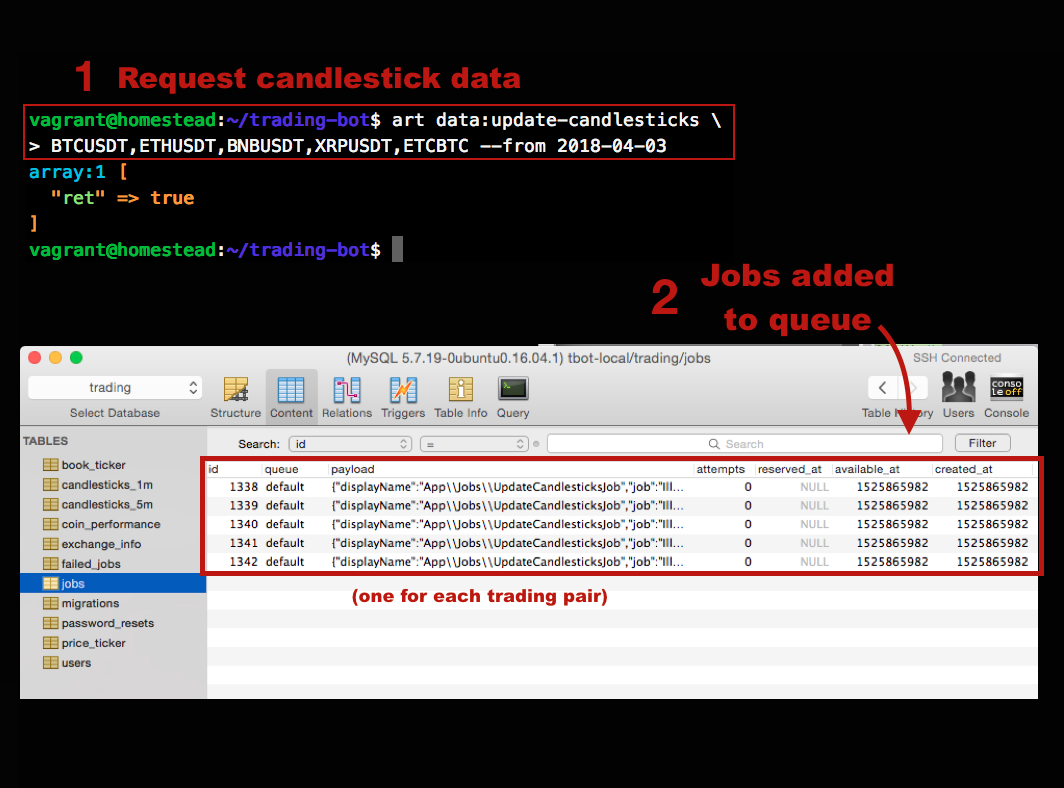 1 Request candlestick data
vagrant@homestead:~/trading-bot$ art data:update-candlesticks \
> BTCUSDT,ETHUSDT,BNBUSDT,XRPUSDT,ETCBTC --from 2018-04-03
array:1 [
"ret" => true
]
vagrant@homestead:~/trading-bot$
2 Jobs added
to queue
(MySQL 5.7.19-0ubuntu0.16.04.1) tbot-local/trading/jobs SSH Connected
trading
Select Database Structure Content Relations Triggers Table Info Query Table History Users Console
conso
le off
TABLES
book_ticker
candlesticks_1m
candlesticks_5m
coin_performance
exchange_info
failed_jobs
jobs
migrations
password_resets
price_ticker
users
Search: id = Search Filter
id queue payload attempts reserved_at available_at created_at
1338 default {"displayName":"App\\Jobs\\UpdateCandlesticksJob","job":"Ill... 0 NULL 1525865982 1525865982
1339 default {"displayName":"App\\Jobs\\UpdateCandlesticksJob","job":"Ill... 0 NULL 1525865982 1525865982
1340 default {"displayName":"App\\Jobs\\UpdateCandlesticksJob","job":"Ill... 0 NULL 1525865982 1525865982
1341 default {"displayName":"App\\Jobs\\UpdateCandlesticksJob","job":"Ill... 0 NULL 1525865982 1525865982
1342 default {"displayName":"App\\Jobs\\UpdateCandlesticksJob","job":"Ill... 0 NULL 1525865982 1525865982
(one for each trading pair)